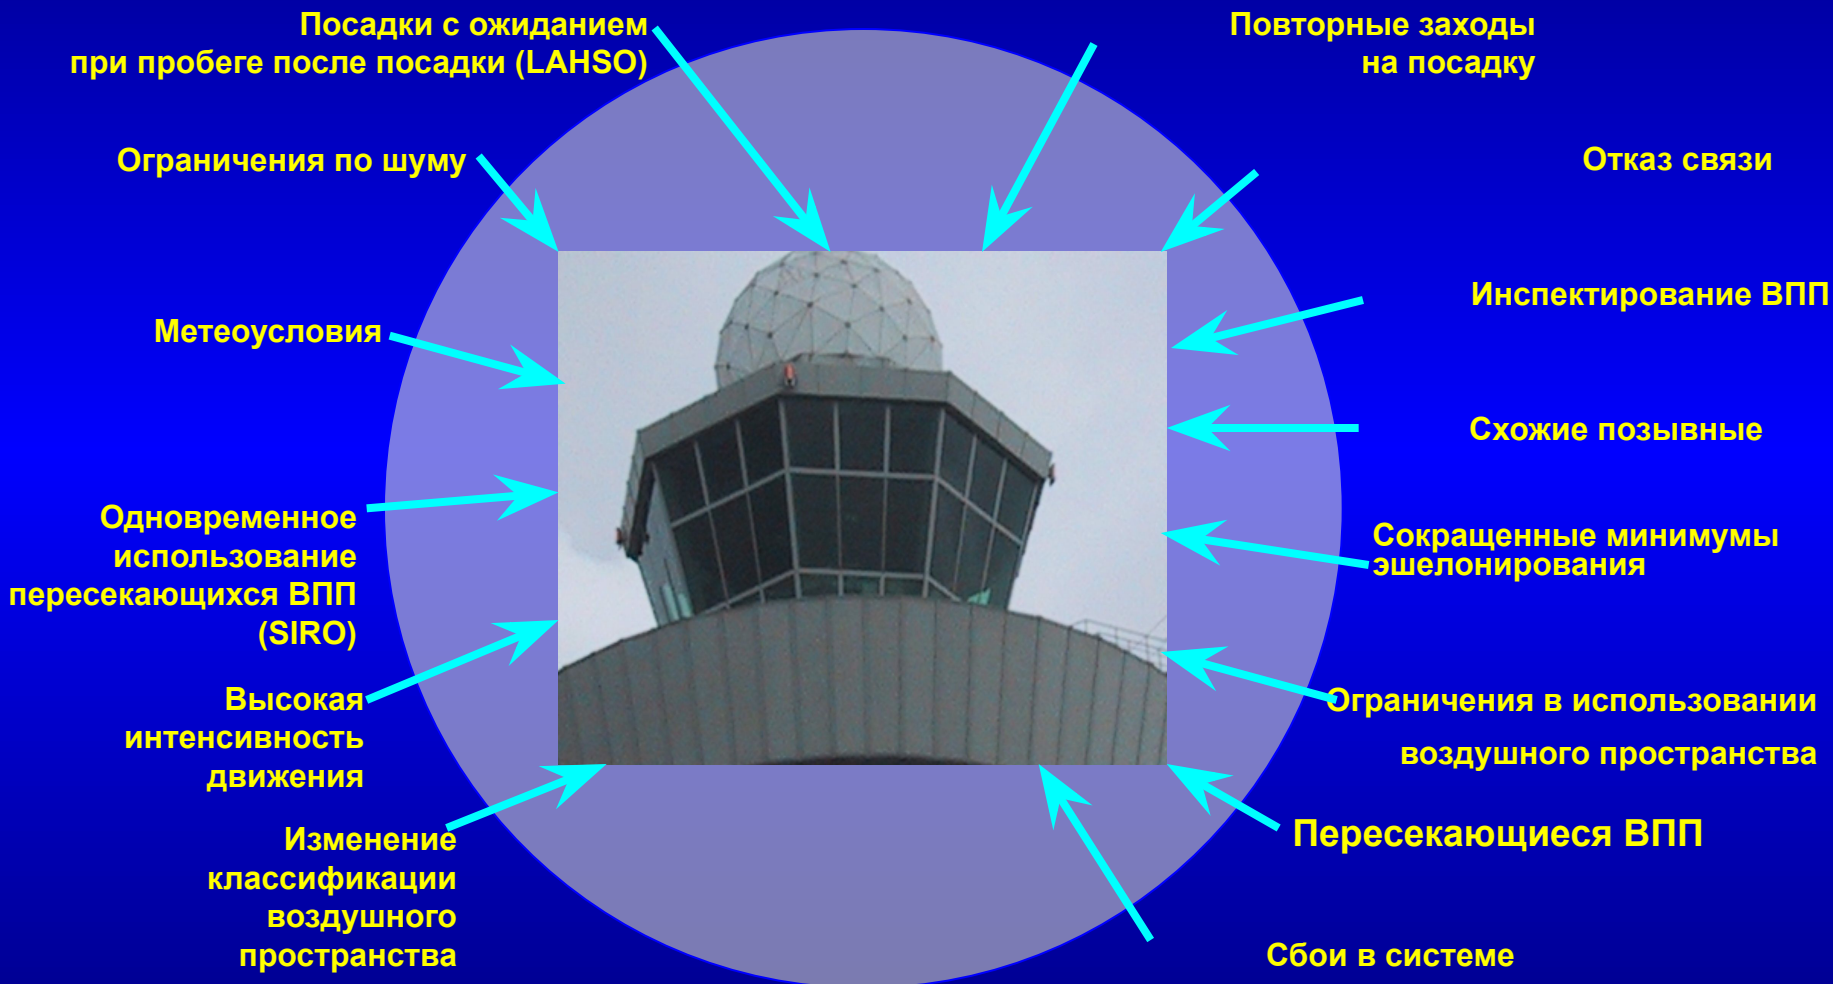 Посадки с ожиданием
при пробеге после посадки (LAHSO)
Повторные заходы
на посадку
Ограничения по шуму
Отказ связи
Метеоусловия
Инспектирование ВПП
Схожие позывные
Одновременное
использование
пересекающихся ВПП
(SIRO)
Сокращенные минимумы
эшелонирования
Высокая
интенсивность
движения
Ограничения в использовании
воздушного пространства
Изменение
классификации
воздушного
пространства
Пересекающиеся ВПП
Сбои в системе